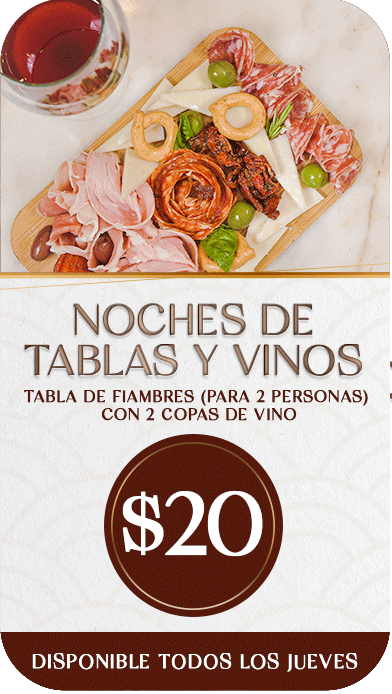 NOCHES DE
TABLAS Y VINOS
TABLA DE FIAMBRES (PARA 2 PERSONAS)
CON 2 COPAS DE VINO
$20
DISPONIBLE TODOS LOS JUEVES